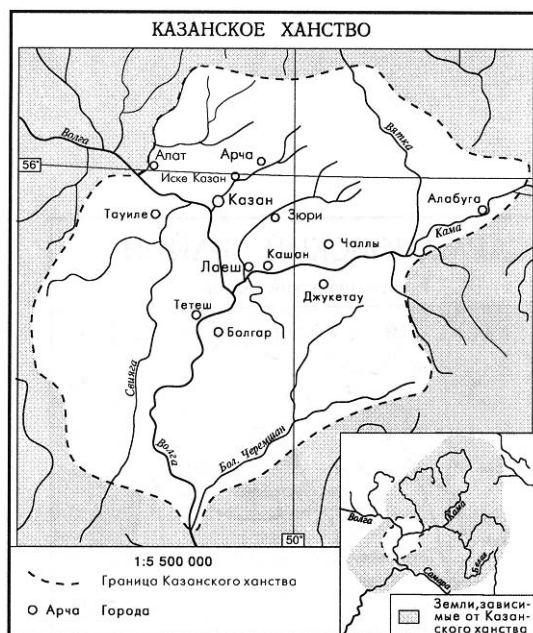 КАЗАНСКОЕ ХАНСТВО
Волга
Вятка
56°
Алат
Арча
Иске Казан
Казан
Алабуга
Тауиле
Зюри
Кама
Чаллы
Лаеш
Кашан
Джукетау
Тетеш
Болгар
Свияга
Волга
Бол. Черемшан
50°
Волга
Кама
Белая
Самара
1:5 500 000
Граница Казанского ханства
Арча Города
Земли, зависи-
мые от Казан-
ского ханства